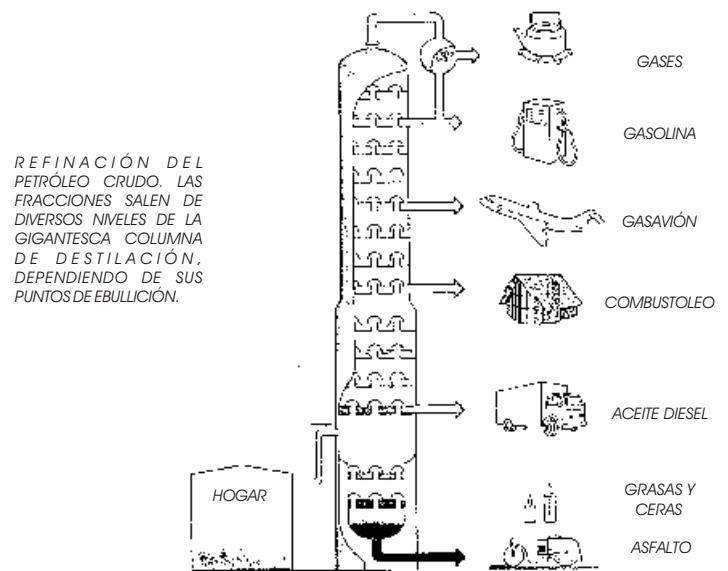 REFINACIÓN DEL
PETRÓLEO CRUDO. LAS
FRACCIONES SALEN DE
DIVERSOS NIVELES DE LA
GIGANTESCA COLUMNA
DE DESTILACIÓN,
DEPENDIENDO DE SUS
PUNTOS DE EBULLICIÓN.
GASES
GASOLINA
GASAVIÓN
COMBUSTOLEO
ACEITE DIESEL
GRASAS Y
CERAS
ASFALTO
HOGAR